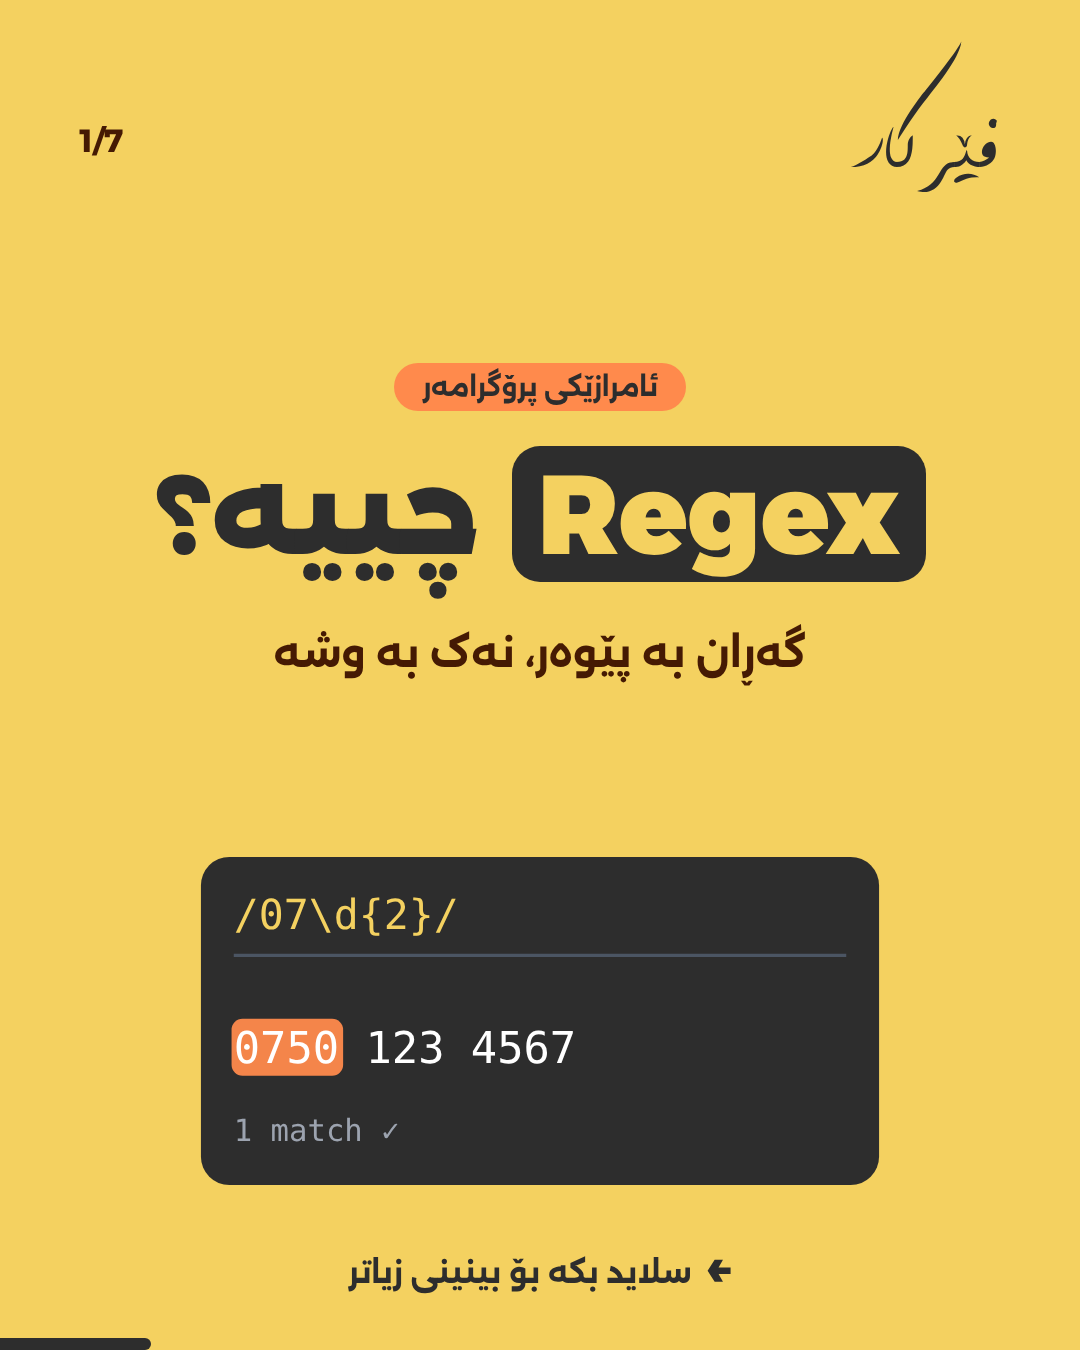 1/7
فێرکار
ئامرازێکی پرۆگرامەر
Regex چییە؟
گەڕان بە پێوەر، نەک بە وشە
/07\d{2}/
0750 123 4567
1 match ✓
🡸 سلاید بکە بۆ بینینی زیاتر